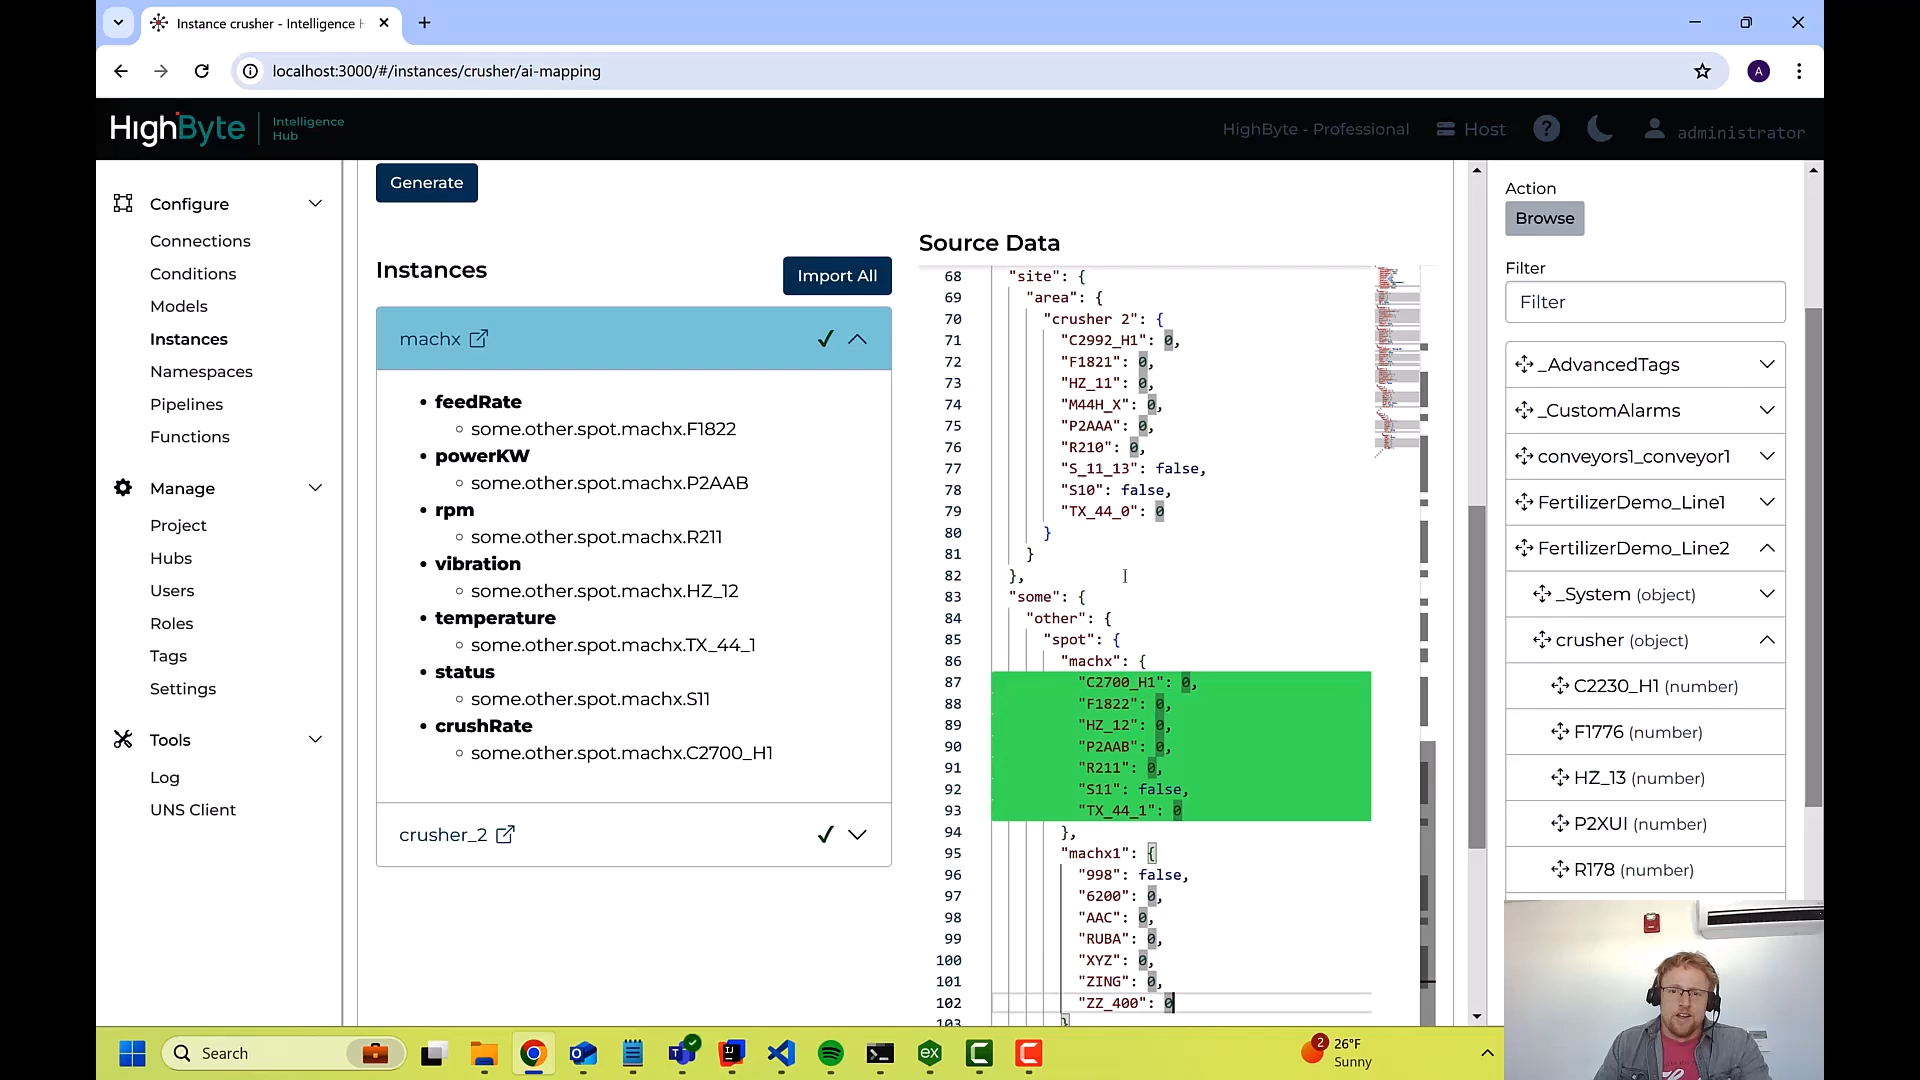 Instance crusher - Intelligence H
localhost:3000/#/instances/crusher/ai-mapping
A
HighByte
Intelligence
Hub
HighByte - Professional
Host
?
administrator
Configure
Connections
Conditions
Models
Instances
Namespaces
Pipelines
Functions
Manage
Project
Hubs
Users
Roles
Tags
Settings
Tools
Log
UNS Client
Generate
Instances
Import All
machx
feedRate
some.other.spot.machx.F1822
powerKW
some.other.spot.machx.P2AAB
rpm
some.other.spot.machx.R211
vibration
some.other.spot.machx.HZ_12
temperature
some.other.spot.machx.TX_44_1
status
some.other.spot.machx.S11
crushRate
some.other.spot.machx.C2700_H1
crusher_2
Source Data
68 "site": {
69 "area": {
70 "crusher 2": {
71 "C2992_H1": 0,
72 "F1821": 0,
73 "HZ_11": 0,
74 "M44H_X": 0,
75 "P2AAA": 0,
76 "R210": 0,
77 "S_11_13": false,
78 "S10": false,
79 "TX_44_0": 0
80 }
81 }
82 },
83 "some": {
84 "other": {
85 "spot": {
86 "machx": {
87 "C2700_H1": 0,
88 "F1822": 0,
89 "HZ_12": 0,
90 "P2AAB": 0,
91 "R211": 0,
92 "S11": false,
93 "TX_44_1": 0
94 },
95 "machx1": {
96 "998": false,
97 "6200": 0,
98 "AAC": 0,
99 "RUBA": 0,
100 "XYZ": 0,
101 "ZING": 0,
102 "ZZ_400": 0
103 }
Action
Browse
Filter
Filter
_AdvancedTags
_CustomAlarms
conveyors1_conveyor1
FertilizerDemo_Line1
FertilizerDemo_Line2
_System (object)
crusher (object)
C2230_H1 (number)
F1776 (number)
HZ_13 (number)
P2XUI (number)
R178 (number)
Search
ex
2
26°F
Sunny